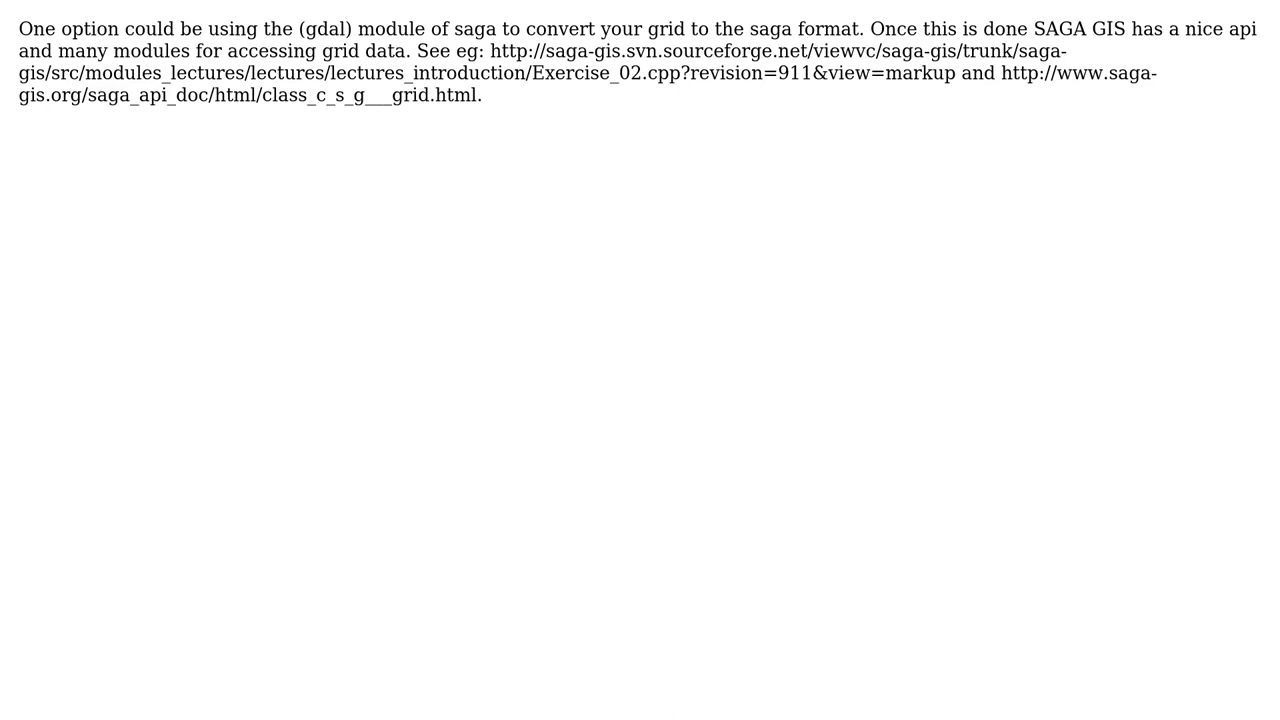 One option could be using the (gdal) module of saga to convert your grid to the saga format. Once this is done SAGA GIS has a nice api
and many modules for accessing grid data. See eg: http://saga-gis.svn.sourceforge.net/viewvc/saga-gis/trunk/saga-
gis/src/modules_lectures/lectures/lectures_introduction/Exercise_02.cpp?revision=911&view=markup and http://www.saga-
gis.org/saga_api_doc/html/class_c_s_g___grid.html.